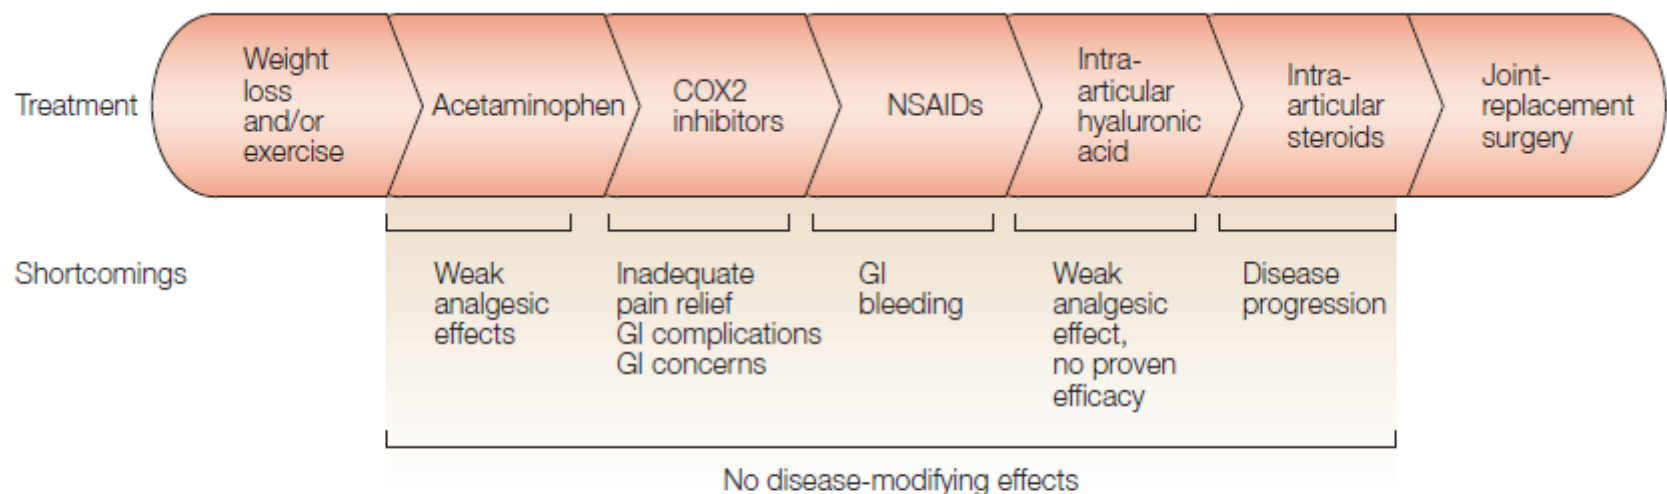 Treatment
Weight
loss
and/or
exercise
Acetaminophen
COX2
inhibitors
NSAIDs
Intra-
articular
hyaluronic
acid
Intra-
articular
steroids
Joint-
replacement
surgery
Shortcomings
Weak
analgesic
effects
Inadequate
pain relief
GI complications
GI concerns
GI
bleeding
Weak
analgesic
effect,
no proven
efficacy
Disease
progression
No disease-modifying effects